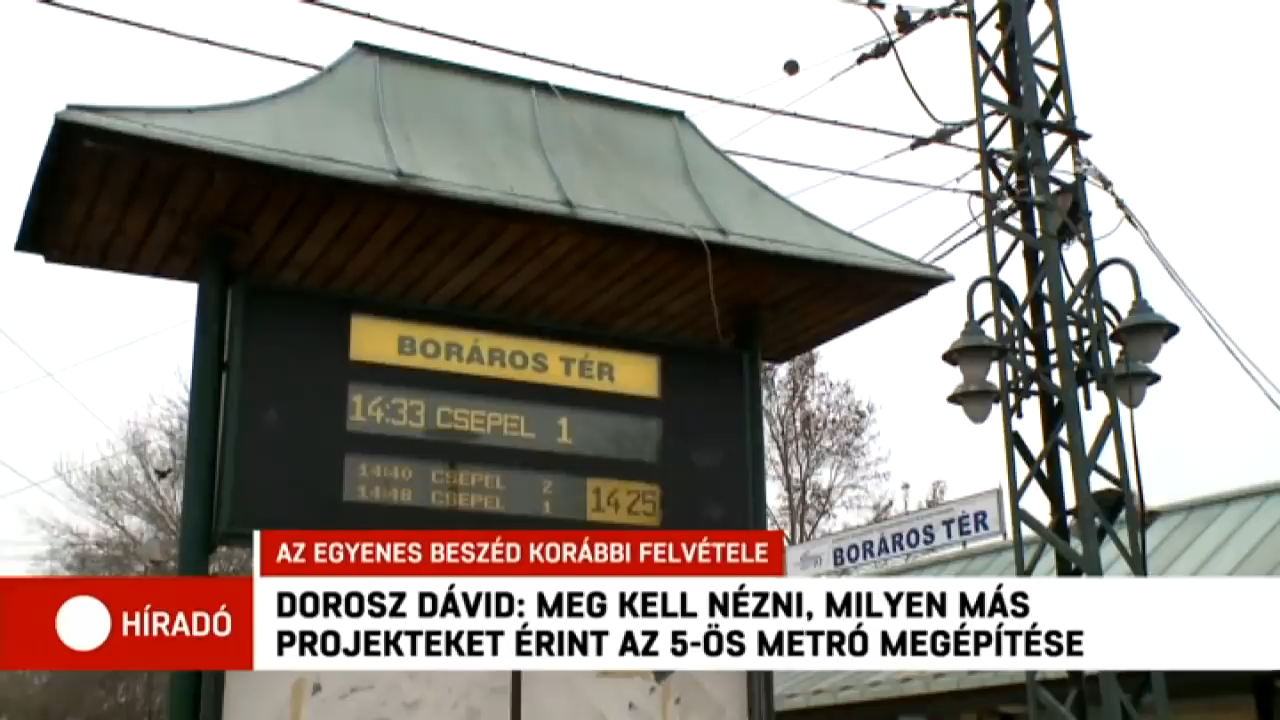 BORÁROS TÉR
14:33 CSEPEL 1
14:40 CSEPEL 2
14:48 CSEPEL 1
14 25
BORÁROS TÉR
AZ EGYENES BESZÉD KORÁBBI FELVÉTELE
HÍRADÓ
DOROSZ DÁVID: MEG KELL NÉZNI, MILYEN MÁS
PROJEKTEKET ÉRINT AZ 5-ÖS METRÓ MEGÉPÍTÉSE